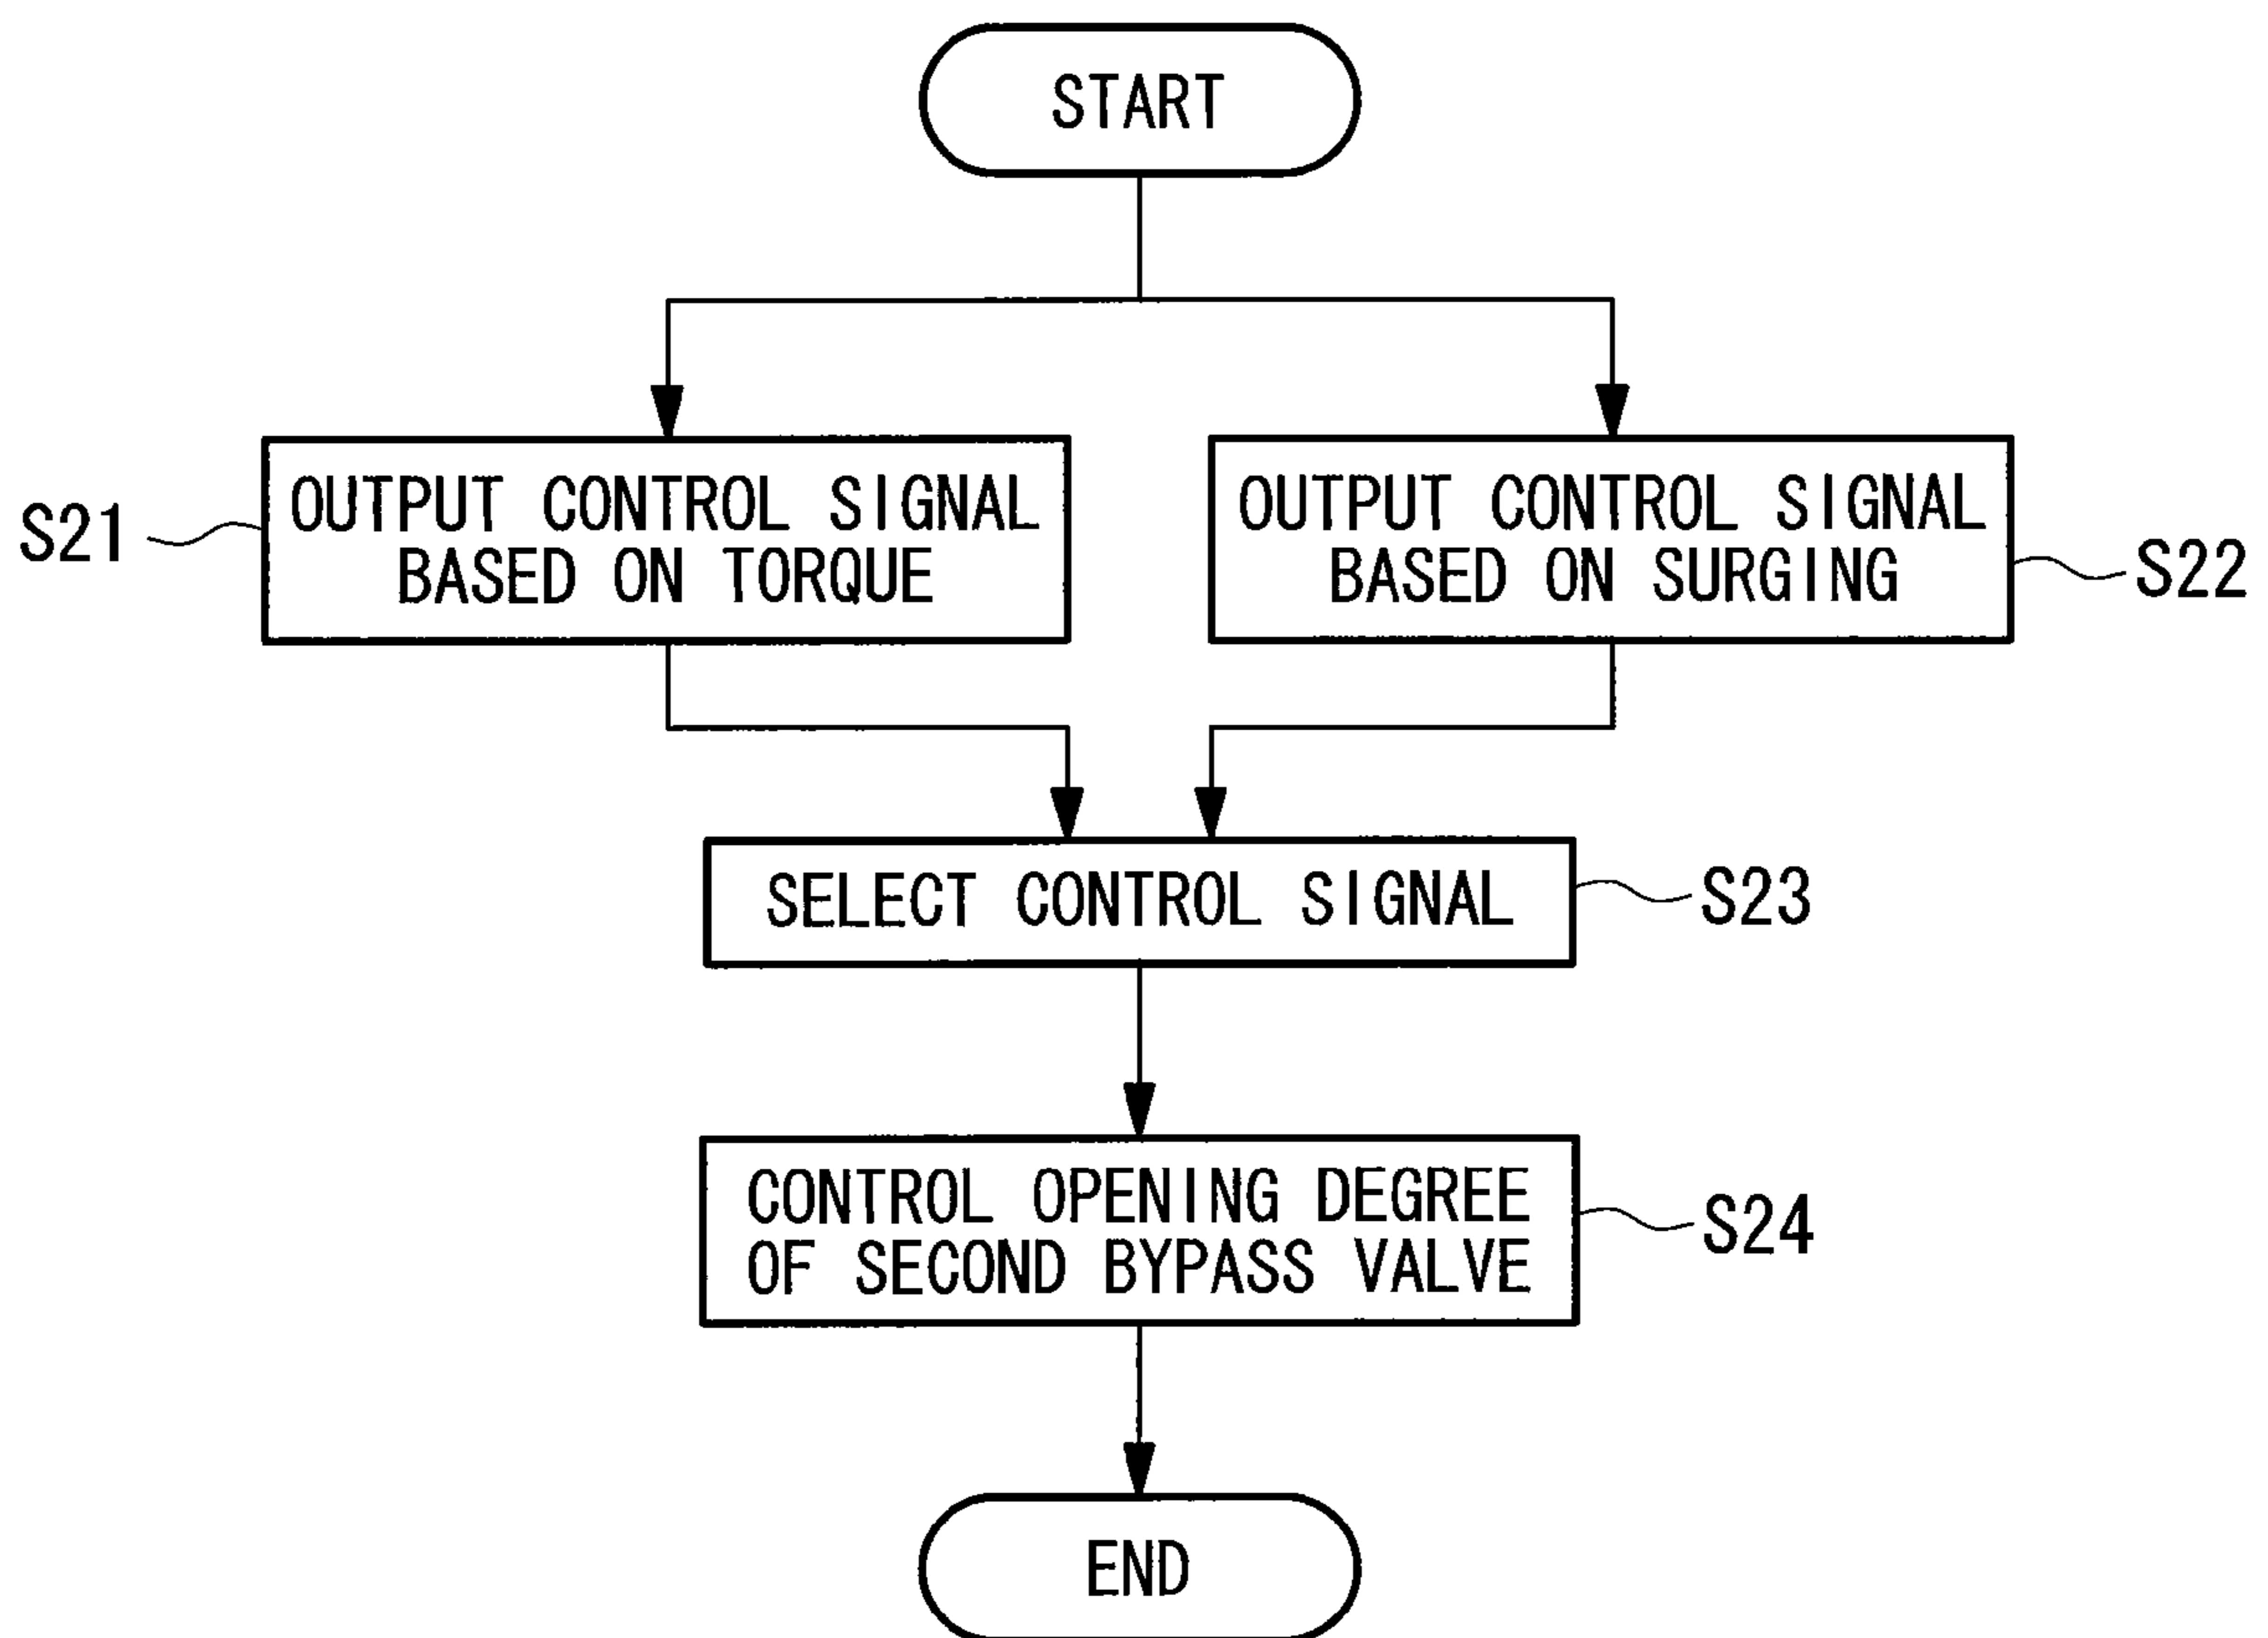 START
S21
OUTPUT CONTROL SIGNAL
BASED ON TORQUE
OUTPUT CONTROL SIGNAL
BASED ON SURGING
S22
SELECT CONTROL SIGNAL
S23
CONTROL OPENING DEGREE
OF SECOND BYPASS VALVE
S24
END